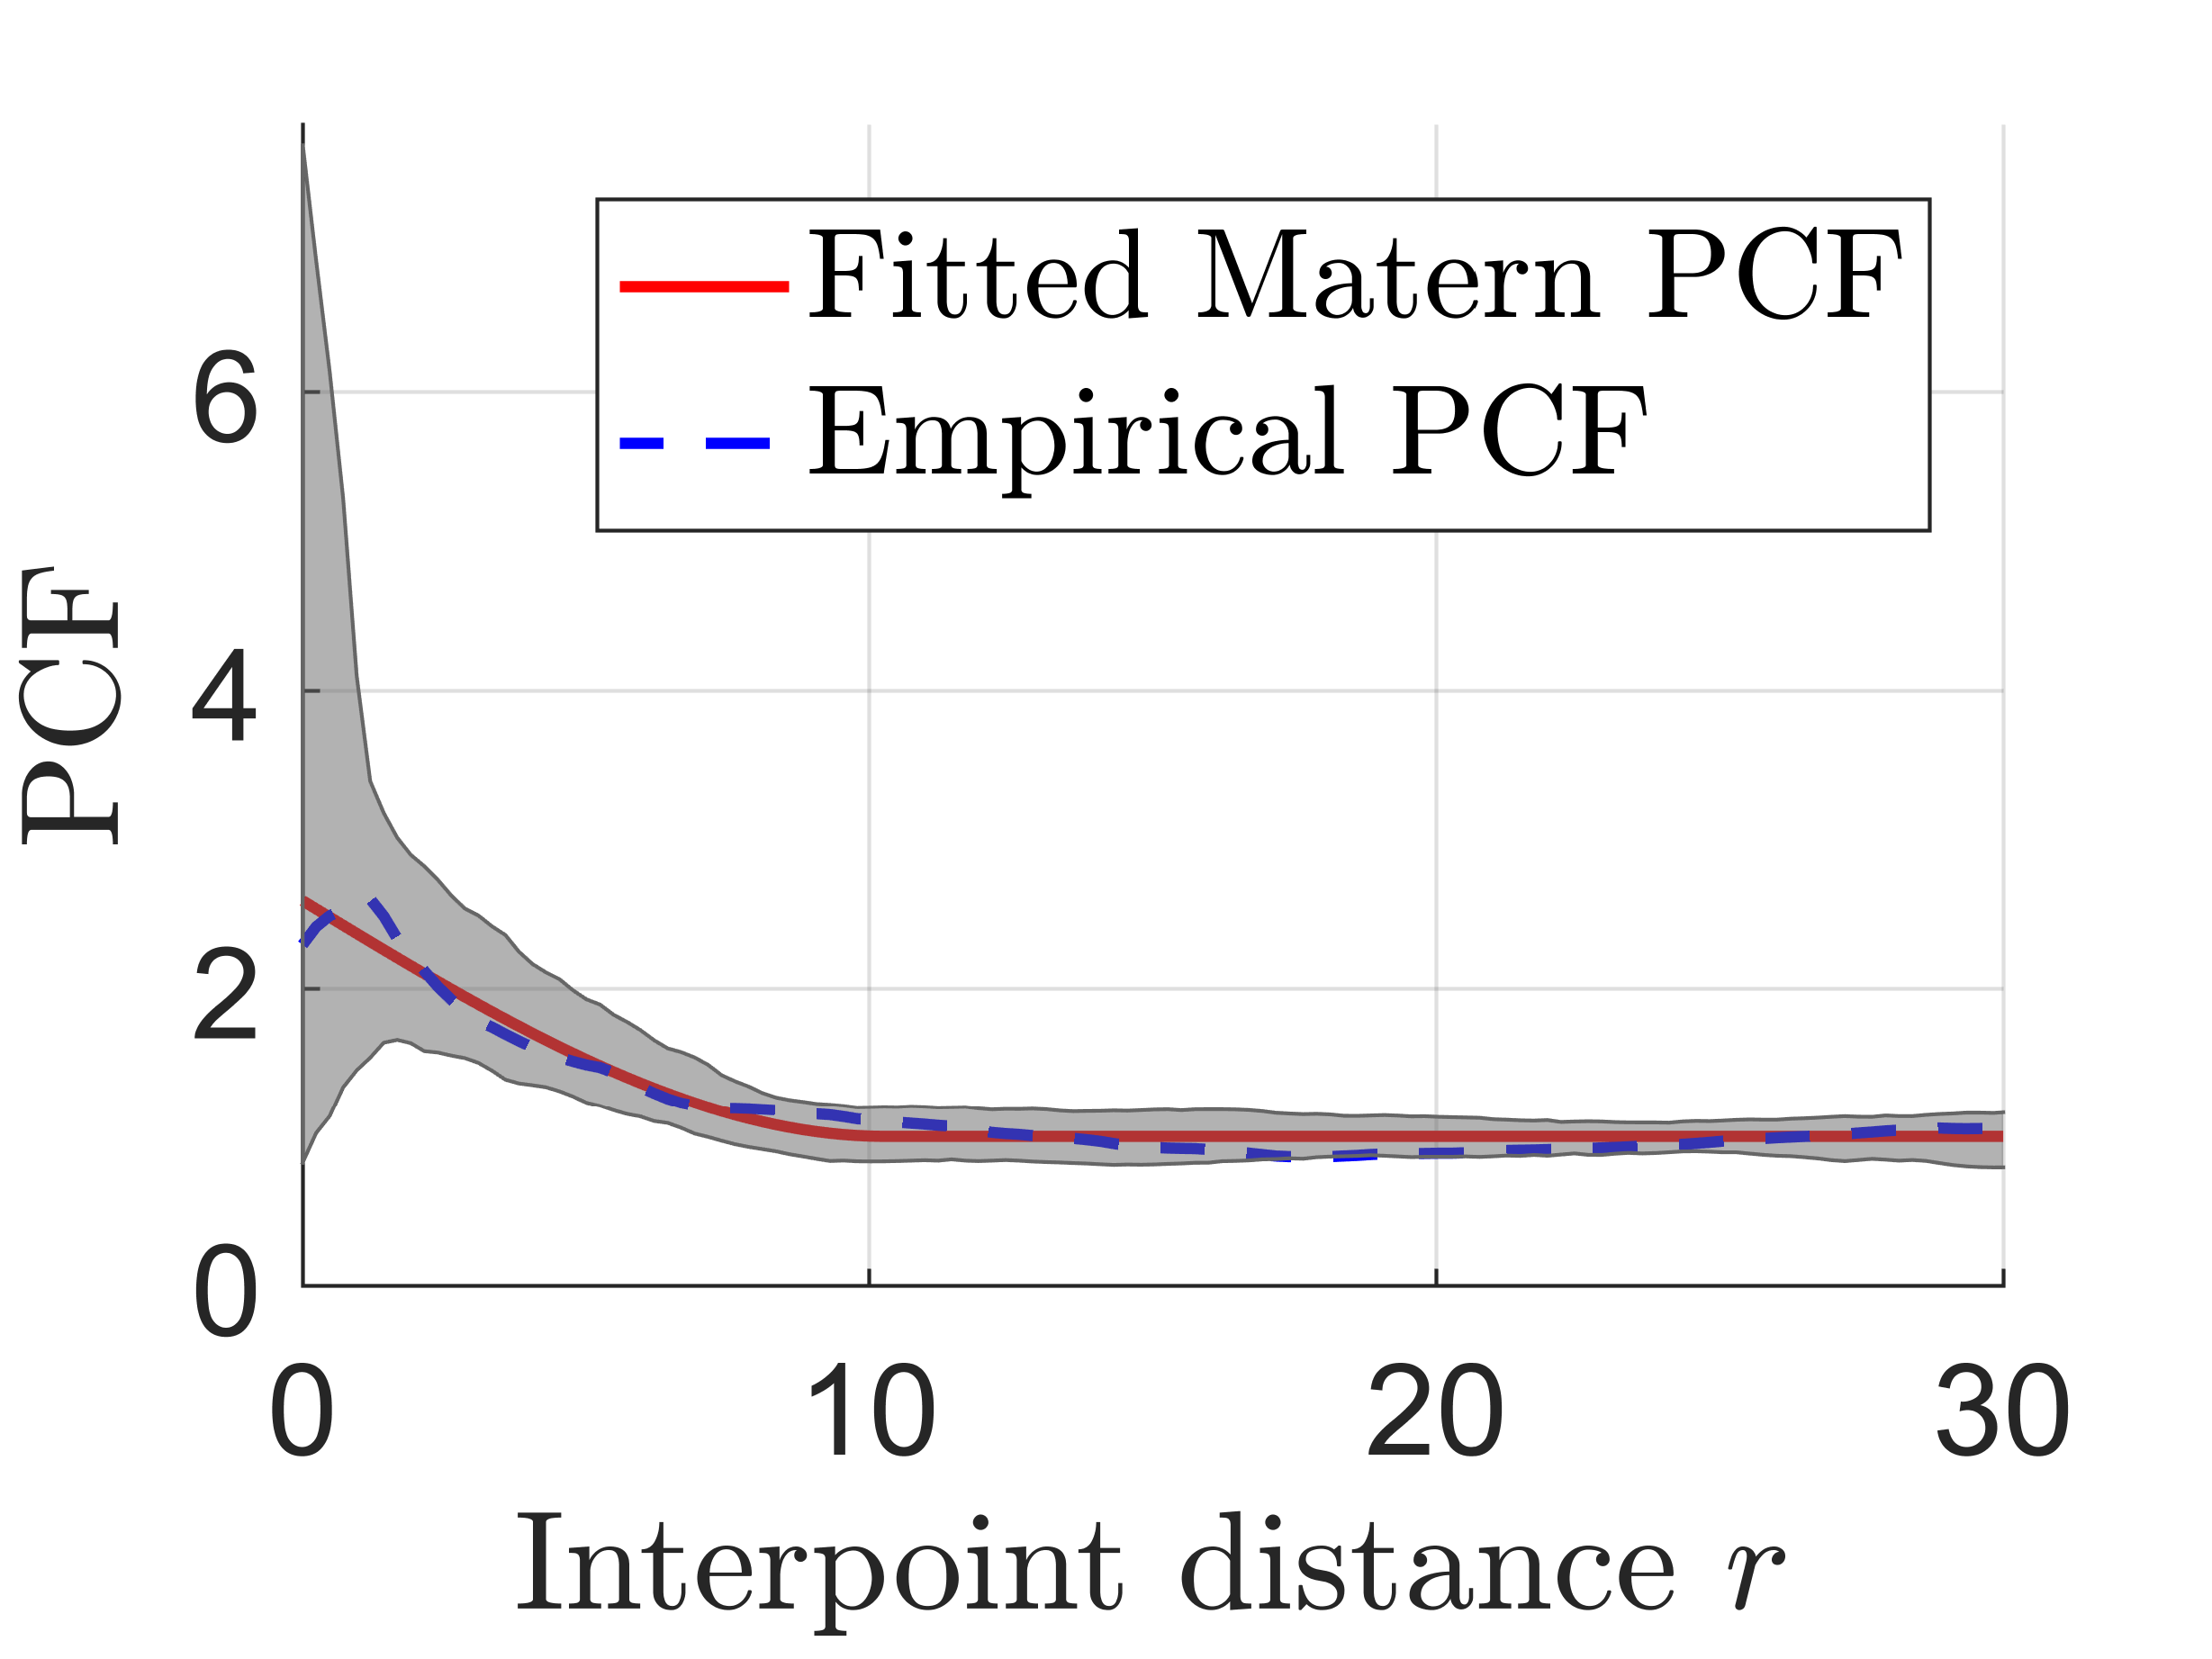 Fitted Matern PCF
Empirical PCF
PCF
6
4
2
0
0 10 20 30
Interpoint distance r